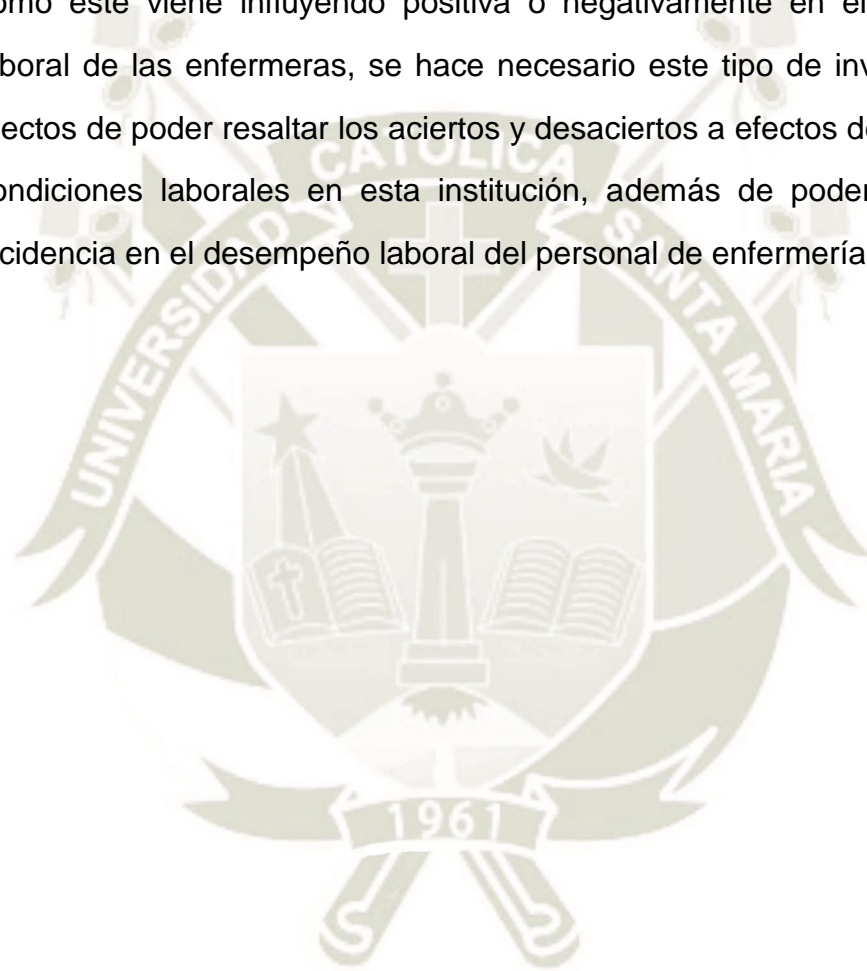 omo este viene influyendo positiva o negativamente en el
boral de las enfermeras, se hace necesario este tipo de inv
ectos de poder resaltar los aciertos y desaciertos a efectos d
ondiciones laborales en esta institución, además de poder
cidencia en el desempeño laboral del personal de enfermería
UNIVERSIDAD CATOLICA SANTA MARIA
1961